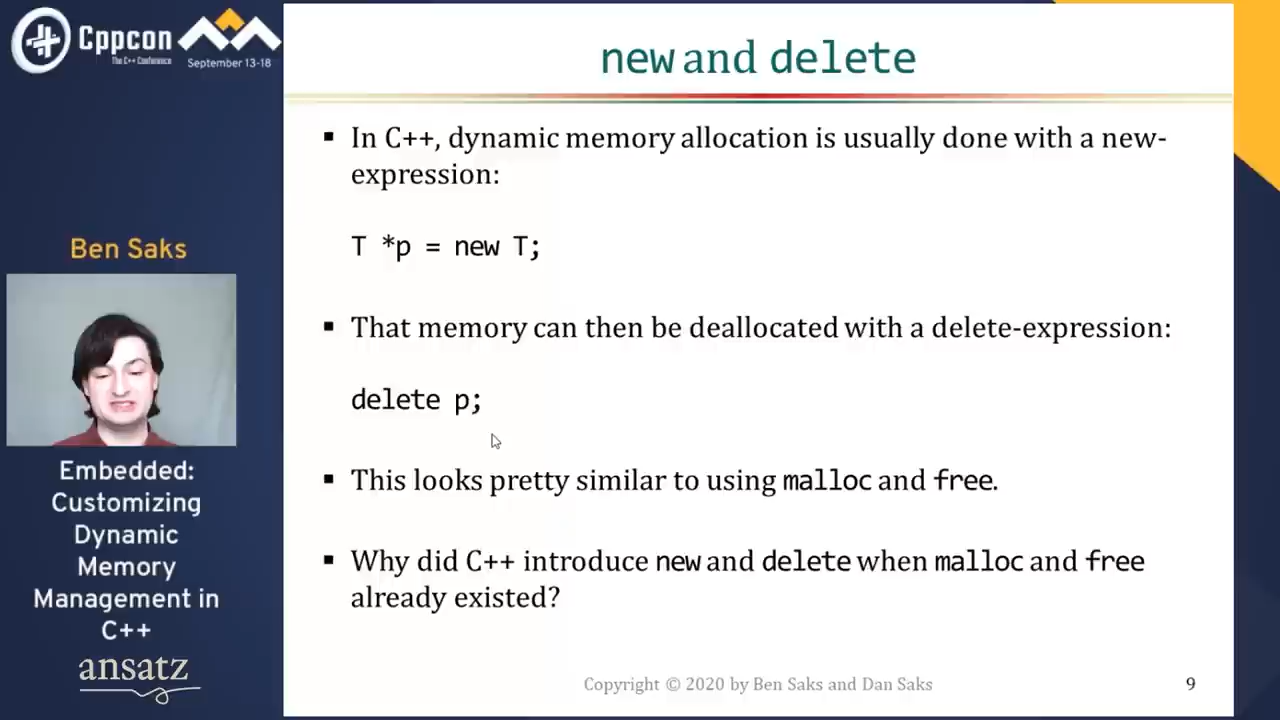 Cppcon
The C++ Conference
September 13-18
Ben Saks
Embedded:
Customizing
Dynamic
Memory
Management in
C++
ansatz
new and delete
▪ In C++, dynamic memory allocation is usually done with a new-
expression:
T *p = new T;
▪ That memory can then be deallocated with a delete-expression:
delete p;
▪ This looks pretty similar to using malloc and free.
▪ Why did C++ introduce new and delete when malloc and free
already existed?
Copyright © 2020 by Ben Saks and Dan Saks
9